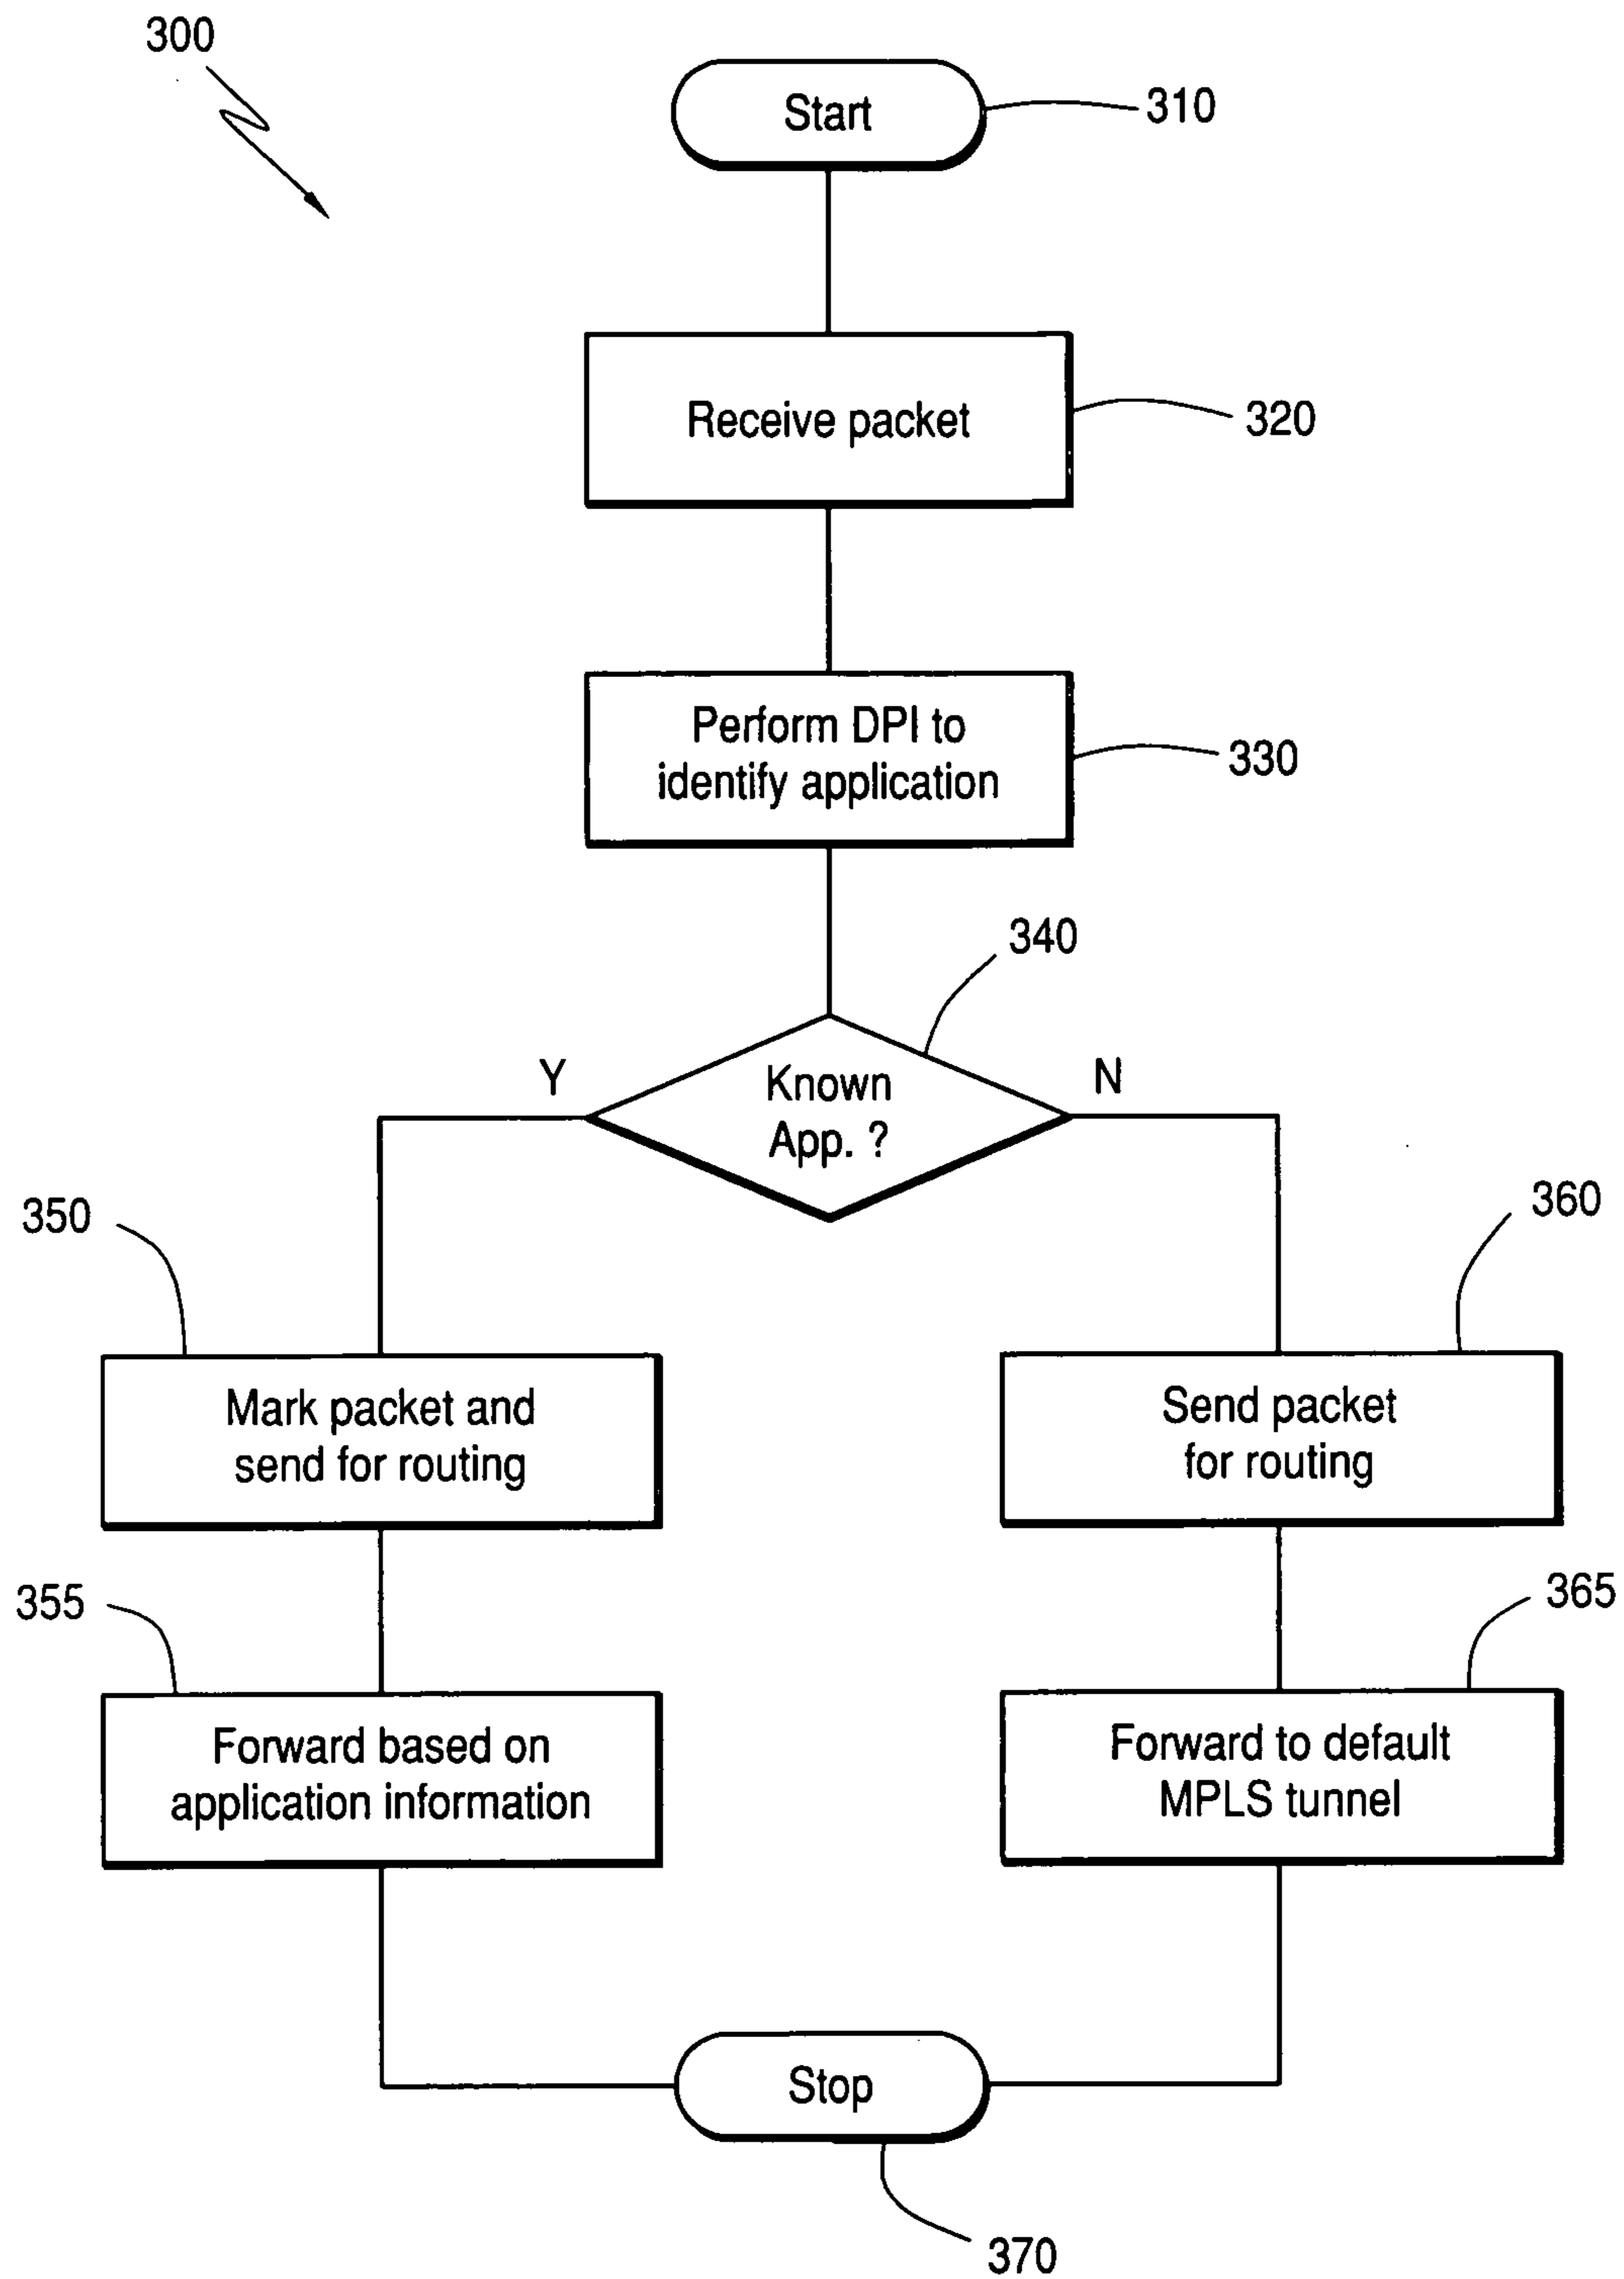 300
Start
310
Receive packet
320
Perform DPI to
identify application
330
340
Y
Known
App. ?
N
350
360
Mark packet and
send for routing
Send packet
for routing
355
365
Forward based on
application information
Forward to default
MPLS tunnel
Stop
370